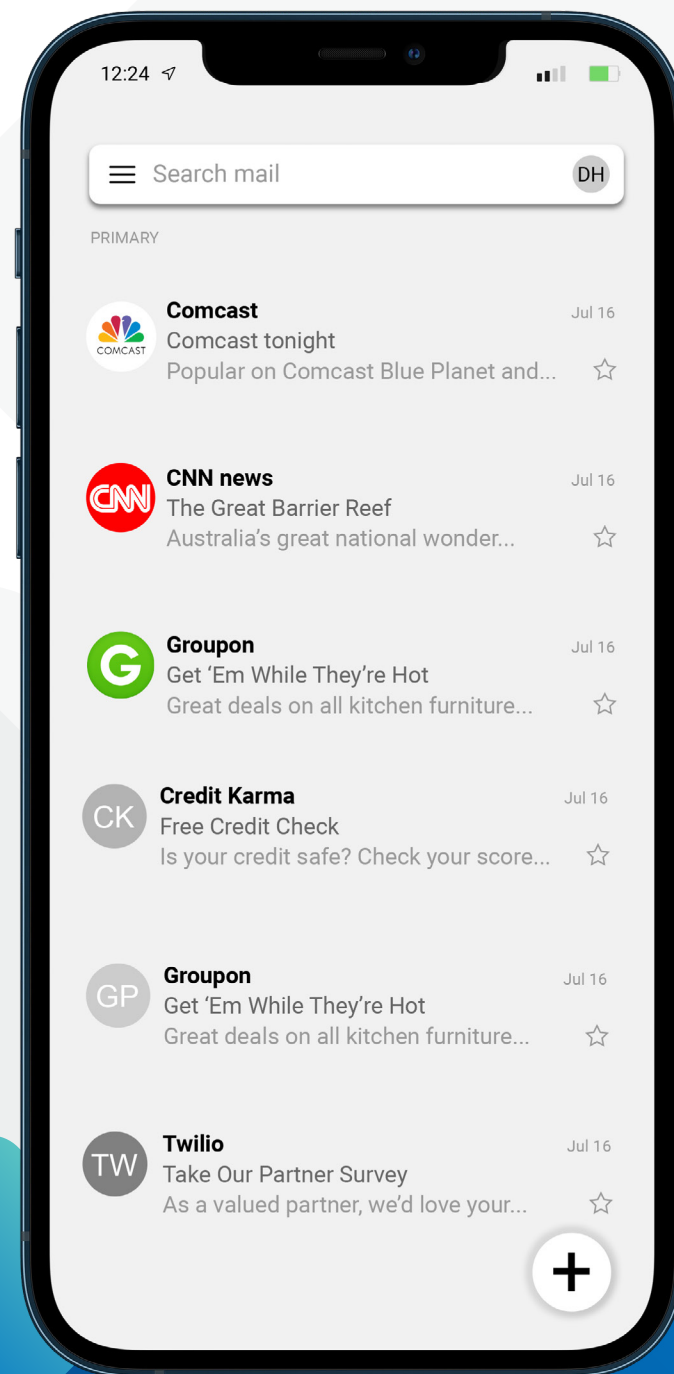 12:24
Search mail
DH
PRIMARY
COMCAST
Comcast
Jul 16
Comcast tonight
Popular on Comcast Blue Planet and...
CNN
CNN news
Jul 16
The Great Barrier Reef
Australia’s great national wonder...
G
Groupon
Jul 16
Get ‘Em While They’re Hot
Great deals on all kitchen furniture...
CK
Credit Karma
Jul 16
Free Credit Check
Is your credit safe? Check your score...
GP
Groupon
Jul 16
Get ‘Em While They’re Hot
Great deals on all kitchen furniture...
TW
Twilio
Jul 16
Take Our Partner Survey
As a valued partner, we’d love your...